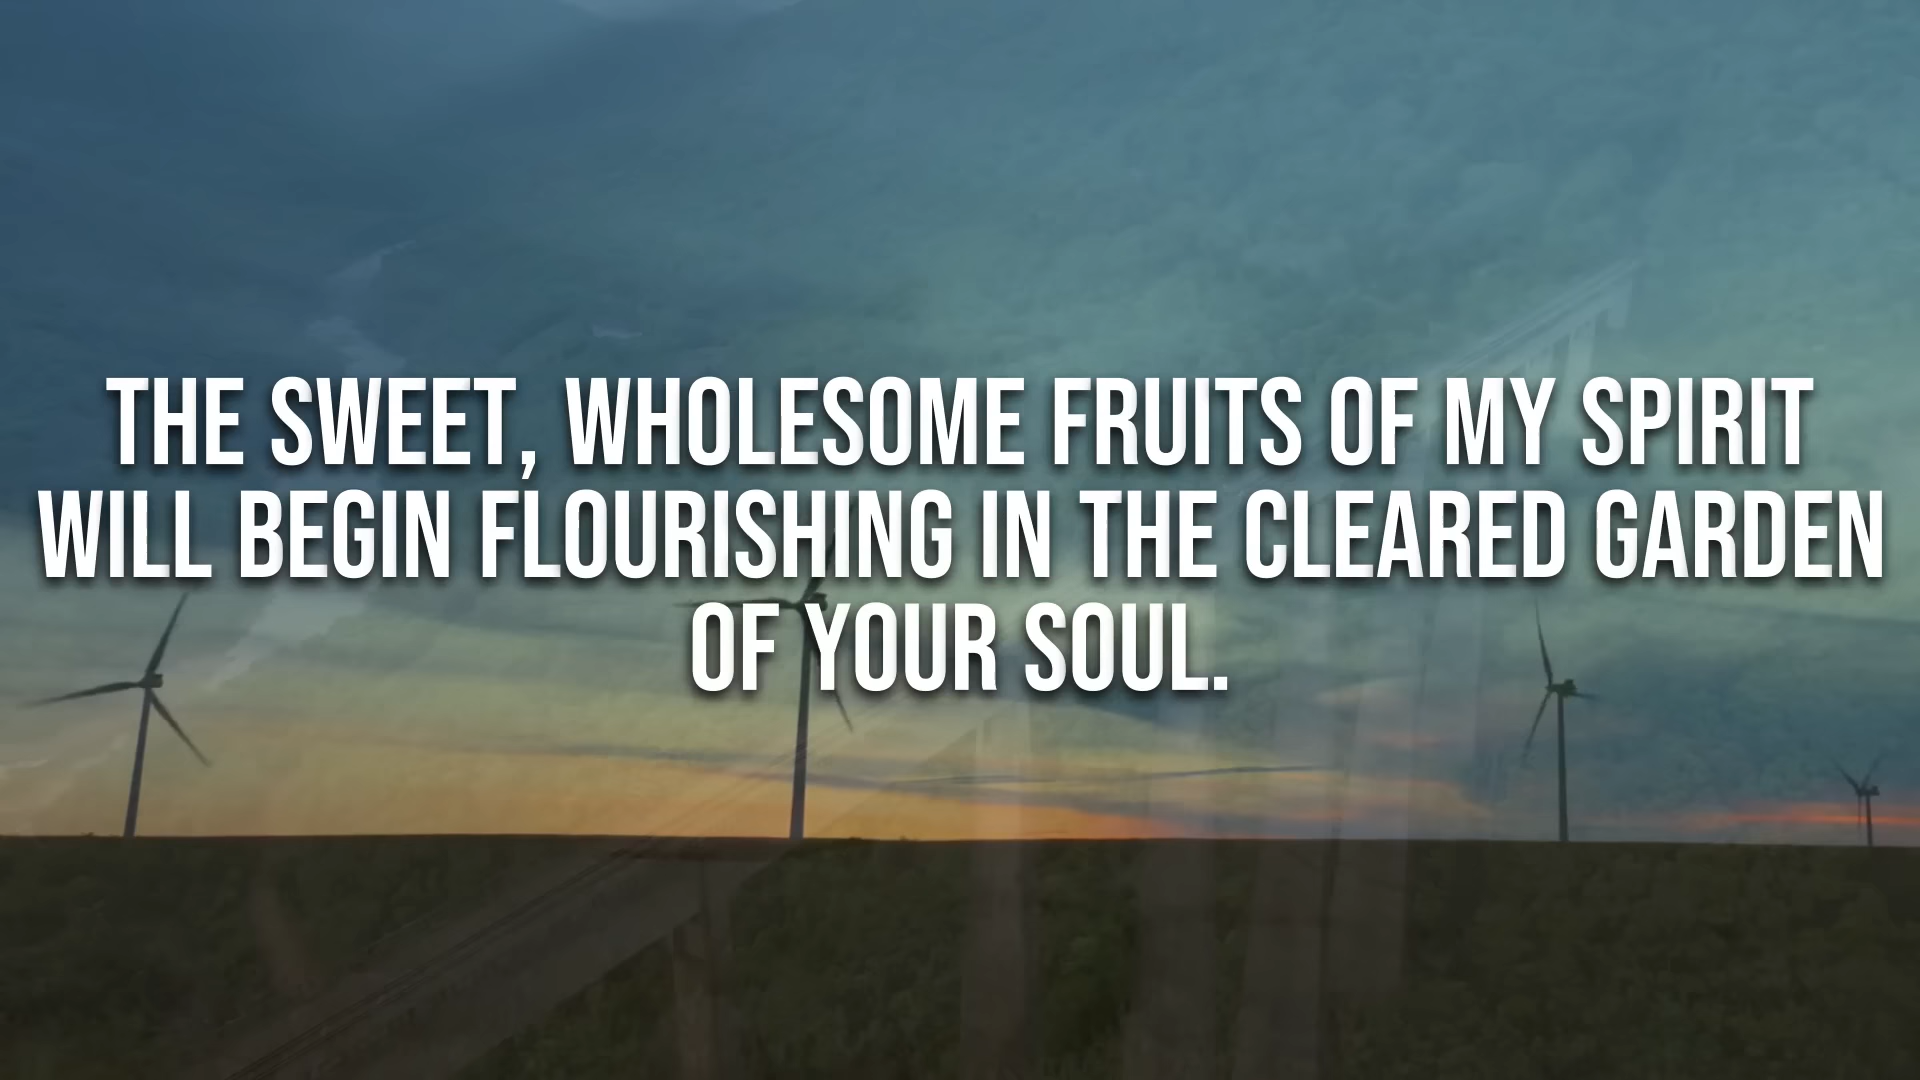 THE SWEET, WHOLESOME FRUITS OF MY SPIRIT
WILL BEGIN FLOURISHING IN THE CLEARED GARDEN
OF YOUR SOUL.